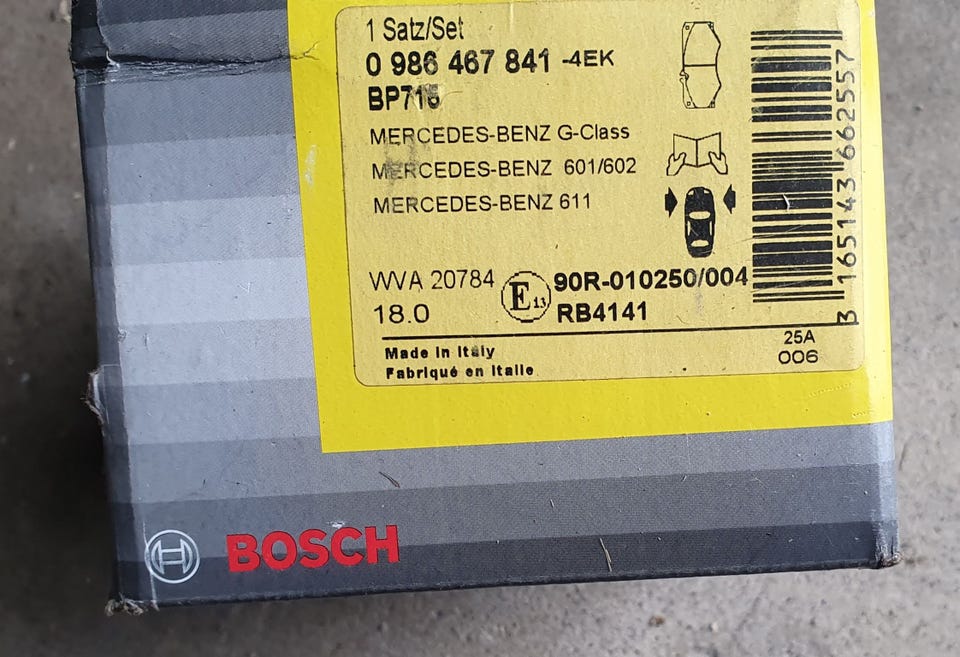 1 Satz/Set
0 986 467 841 -4EK
MERCEDES-BENZ G-Class
MERCEDES-BENZ 601/602
MERCEDES-BENZ 611
WVA 20784
18.0
E13
90R-010250/004
RB4141
Made in Italy
Fabriqué en Italie
25A
006
3 165143 662557
BOSCH